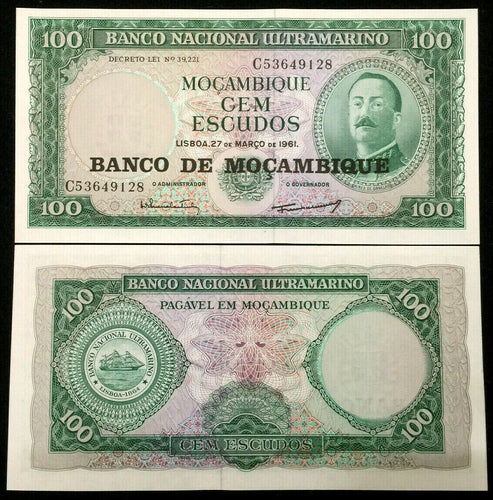 100 BANCO NACIONAL ULTRAMARINO 100
DECRETO LEI Nº 39,221
C53649128
MOÇAMBIQUE
CEM
ESCUDOS
LISBOA, 27 DE MARÇO DE 1961.
BANCO DE MOÇAMBIQUE
C53649128
O ADMINISTRADOR
O GOVERNADOR
100
100
BANCO NACIONAL ULTRAMARINO
100
PAGÁVEL EM MOÇAMBIQUE
100
BANCO NACIONAL ULTRAMARINO
LISBOA-1864
100
CEM ESCUDOS
100